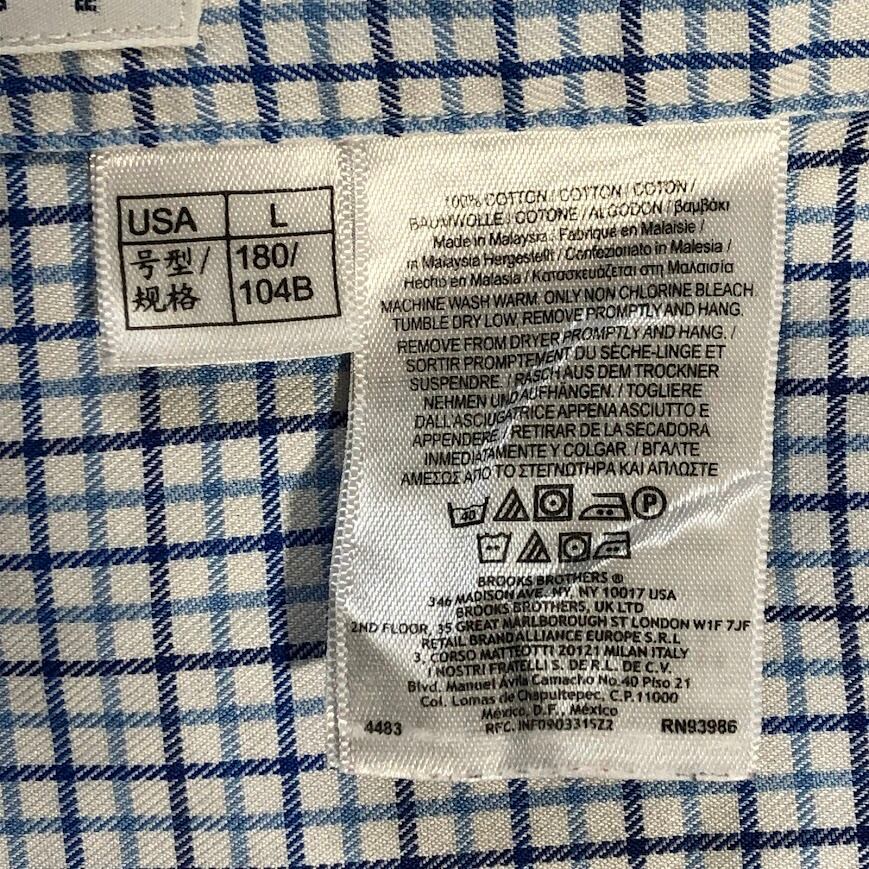 USA L
号型/ 180/
规格 104B
100% COTTON / COTTON / COTON /
BAUMWOLLE / COTONE / ALGODON / βαμβάκι
Made in Malaysia / Fabriqué en Malaisie /
in Malaysia Hergestellt / Confezionato in Malesia /
Hecho en Malasia / Κατασκευάζεται στη Μαλαισία
MACHINE WASH WARM. ONLY NON CHLORINE BLEACH.
TUMBLE DRY LOW, REMOVE PROMPTLY AND HANG.
REMOVE FROM DRYER PROMPTLY AND HANG. /
SORTIR PROMPTEMENT DU SÈCHE-LINGE ET
SUSPENDRE. / RASCH AUS DEM TROCKNER
NEHMEN UND AUFHÄNGEN. / TOGLIERE
DALL ASCIUGATRICE APPENA ASCIUTTO E
APPENDERE / RETIRAR DE LA SECADORA
INMEDIATAMENTE Y COLGAR. / ΒΓΑΛΤΕ
ΑΜΕΣΩΣ ΑΠΟ ΤΟ ΣΤΕΓΝΩΤΗΡΑ ΚΑΙ ΑΠΛΩΣΤΕ
40 P
BROOKS BROTHERS ®
346 MADISON AVE. NY, NY 10017 USA
BROOKS BROTHERS, UK LTD
2ND FLOOR, 35 GREAT MARLBOROUGH ST LONDON W1F 7JF
RETAIL BRAND ALLIANCE EUROPE S.R.L
3, CORSO MATTEOTTI 20121 MILAN ITALY
I NOSTRI FRATELLI S. DE R.L. DE C.V.
Blvd. Manuel Avila Camacho No.40 Piso 21
Col. Lomas de Chapultepec, C.P.11000
México, D.F., México
4483 RFC. INF0903315Z2 RN93986